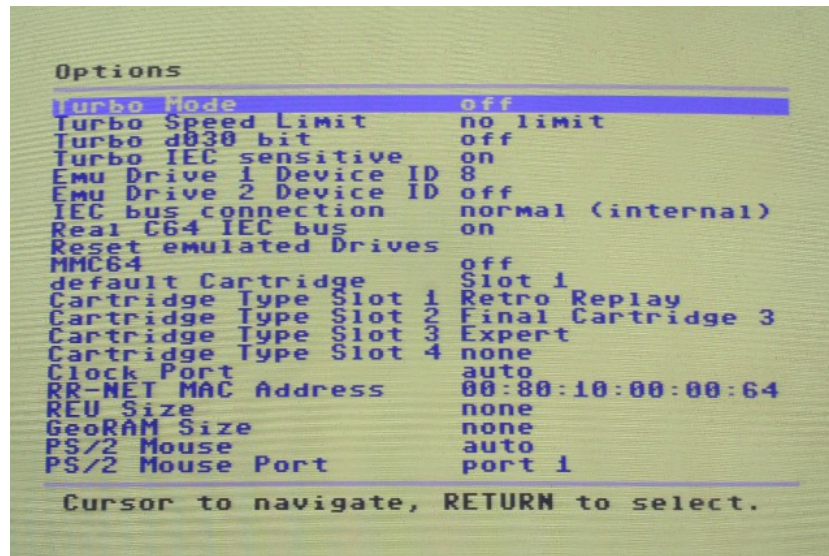 Options
Turbo Mode off
Turbo Speed Limit no limit
Turbo d030 bit off
Turbo IEC sensitive on
Emu Drive 1 Device ID 8
Emu Drive 2 Device ID off
IEC bus connection normal (internal)
Real C64 IEC bus on
Reset emulated Drives
MMC64 off
default Cartridge Slot 1
Cartridge Type Slot 1 Retro Replay
Cartridge Type Slot 2 Final Cartridge 3
Cartridge Type Slot 3 Expert
Cartridge Type Slot 4 none
Clock Port auto
RR-NET MAC Address 00:80:10:00:00:64
REU Size none
GeoRAM Size none
PS/2 Mouse auto
PS/2 Mouse Port port 1
Cursor to navigate, RETURN to select.